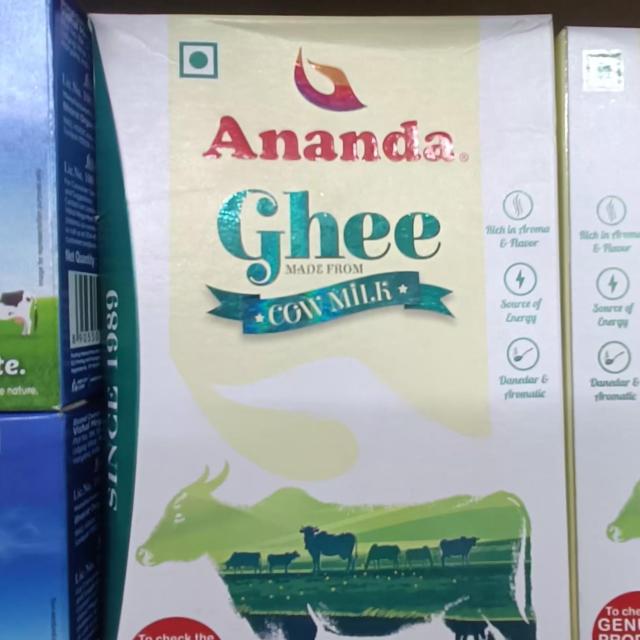 Ananda®
Ghee
MADE FROM
COW MILK
SINCE 1989
Rich in Aroma
& Flavor
Source of
Energy
Danedar &
Aromatic
To check the
Rich in Aroma
& Flavor
Source of
Energy
Danedar &
Aromatic
To che
GEN
te.
e nature.
Net Quantity